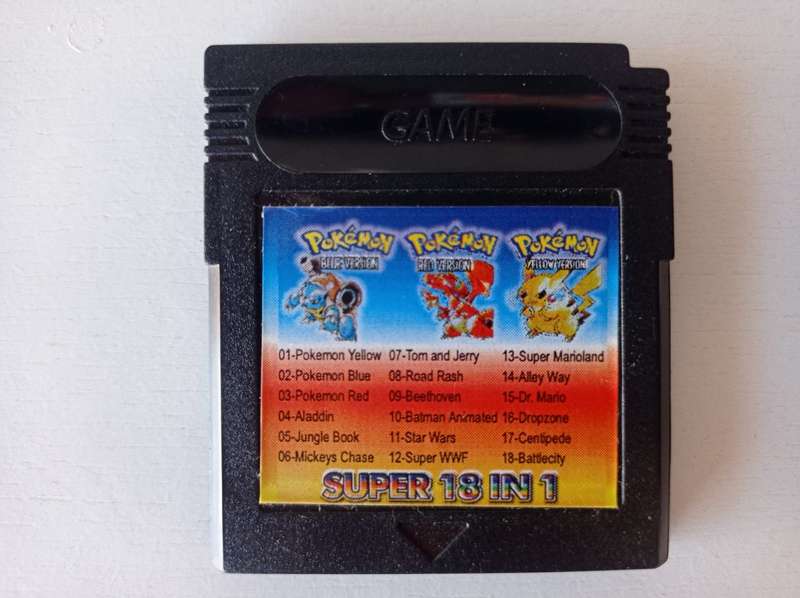 GAME
POKéMON POKéMON POKéMON
BLUE VERSION RED VERSION YELLOW VERSION
01-Pokemon Yellow 07-Tom and Jerry 13-Super Marioland
02-Pokemon Blue 08-Road Rash 14-Alley Way
03-Pokemon Red 09-Beethoven 15-Dr. Mario
04-Aladdin 10-Batman Animated 16-Dropzone
05-Jungle Book 11-Star Wars 17-Centipede
06-Mickeys Chase 12-Super WWF 18-Battlecity
SUPER 18 IN 1